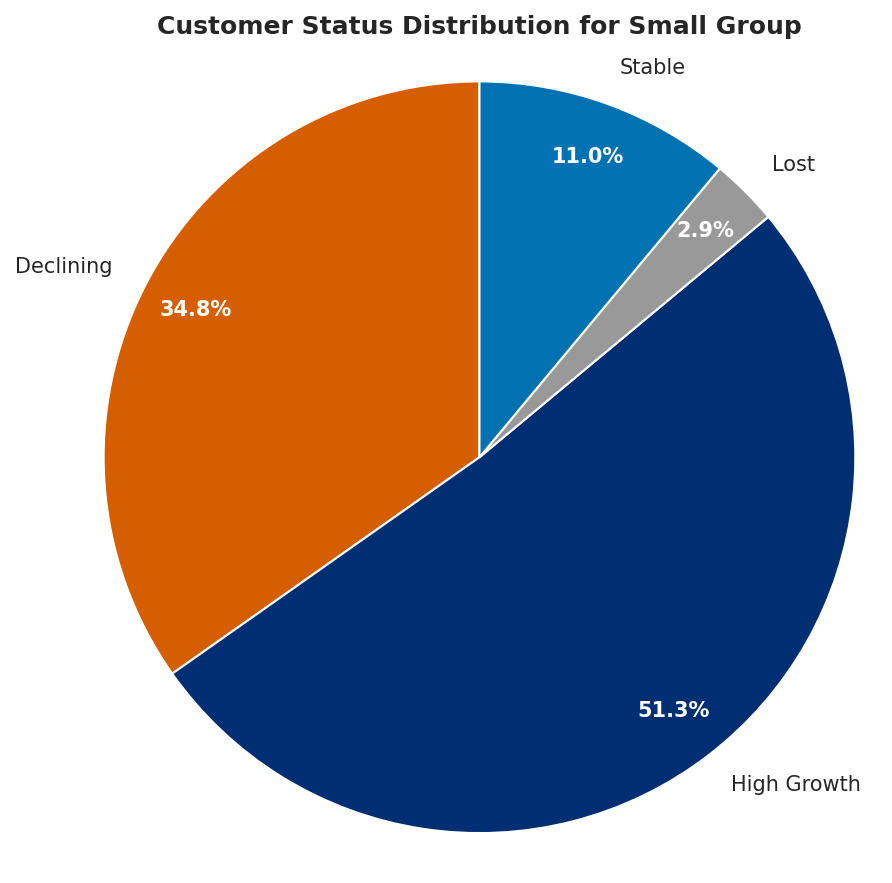 Customer Status Distribution for Small Group
Stable
11.0%
Lost
2.9%
Declining
34.8%
51.3%
High Growth